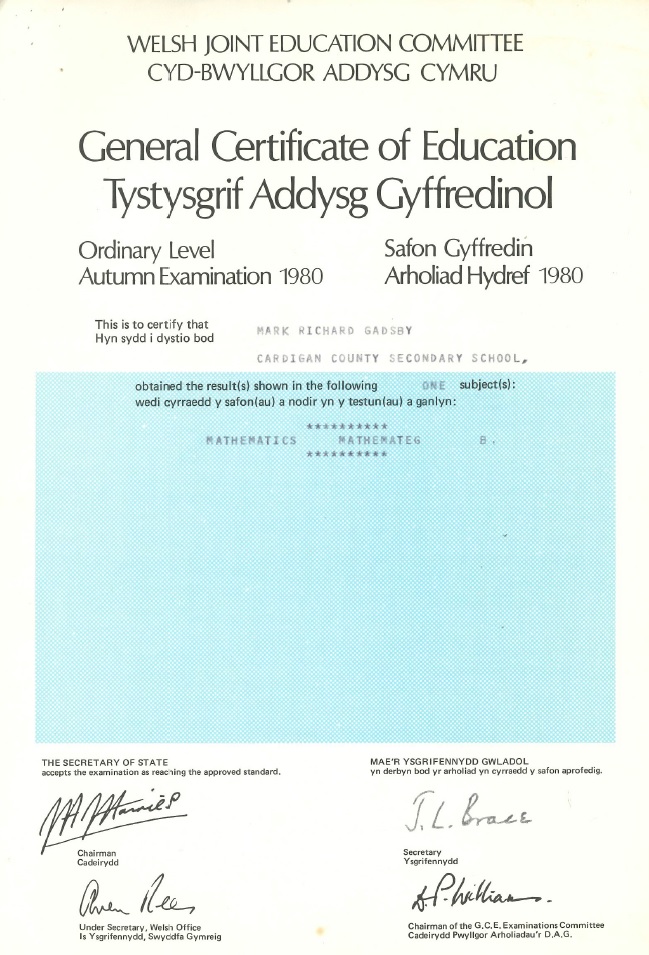 WELSH JOINT EDUCATION COMMITTEE
CYD-BWYLLGOR ADDYSG CYMRU
General Certificate of Education
Tystysgrif Addysg Gyffredinol
Ordinary Level
Autumn Examination 1980
Safon Gyffredin
Arholiad Hydref 1980
This is to certify that
Hyn sydd i dystio bod
MARK RICHARD GADSBY
CARDIGAN COUNTY SECONDARY SCHOOL,
obtained the result(s) shown in the following ONE subject(s):
wedi cyrraedd y safon(au) a nodir yn y testun(au) a ganlyn:
**********
MATHEMATICS MATHEMATEG B.
**********
THE SECRETARY OF STATE
accepts the examination as reaching the approved standard.
MAE'R YSGRIFENNYDD GWLADOL
yn derbyn bod yr arholiad yn cyrraedd y safon aprofedig.
Chairman
Cadeirydd
J. L. Brace
Secretary
Ysgrifennydd
Owen Rees
Under Secretary, Welsh Office
Is Ysgrifennydd, Swyddfa Gymreig
D.P. Williams.
Chairman of the G.C.E. Examinations Committee
Cadeirydd Pwyllgor Arholiadau'r D.A.G.